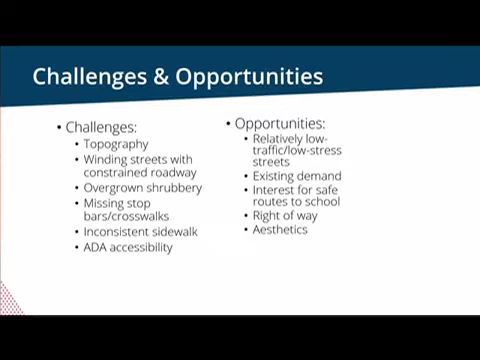 Challenges & Opportunities
• Challenges:
• Topography
• Winding streets with
constrained roadway
• Overgrown shrubbery
• Missing stop
bars/crosswalks
• Inconsistent sidewalk
• ADA accessibility
• Opportunities:
• Relatively low-
traffic/low-stress
streets
• Existing demand
• Interest for safe
routes to school
• Right of way
• Aesthetics